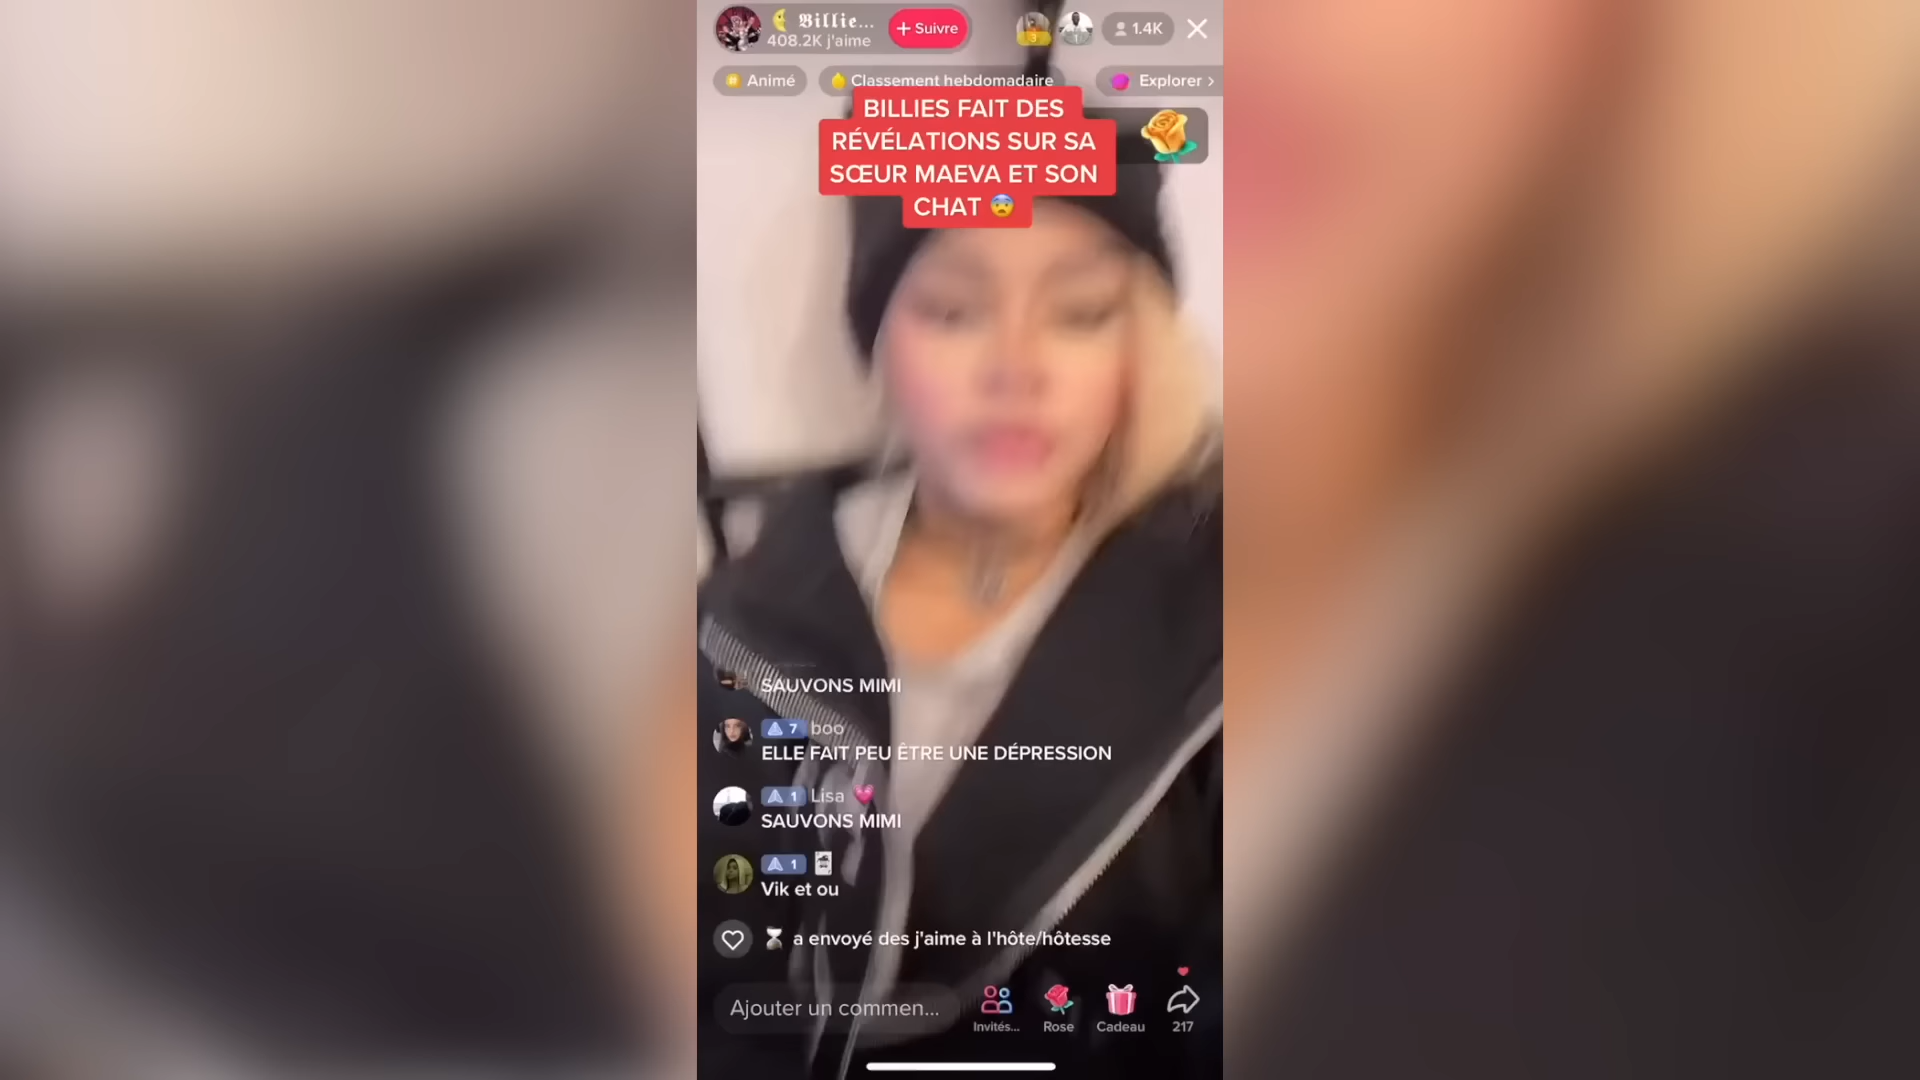 𝕭𝖎𝖑𝖑𝖎𝖊...
408.2K j'aime
+ Suivre
3
1
1.4K
Animé
Classement hebdomadaire
Explorer >
BILLIES FAIT DES
RÉVÉLATIONS SUR SA
SŒUR MAEVA ET SON
CHAT 😨
SAUVONS MIMI
7 boo
ELLE FAIT PEU ÊTRE UNE DÉPRESSION
1 Lisa 💗
SAUVONS MIMI
1 🃏
Vik et ou
⏳ a envoyé des j'aime à l'hôte/hôtesse
Ajouter un commen...
Invités...
Rose
Cadeau
217